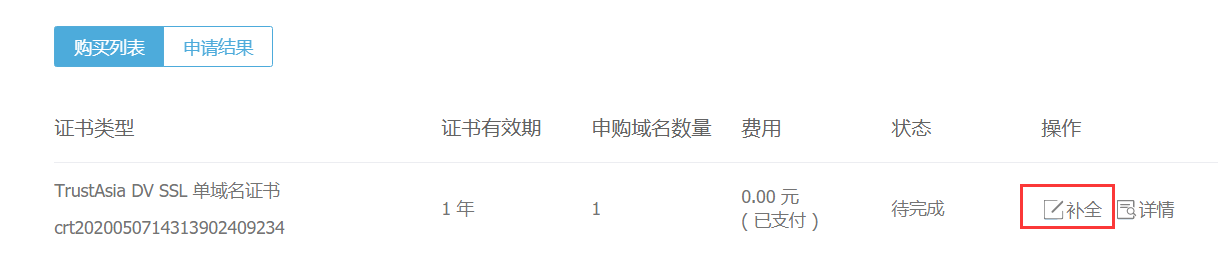 购买列表 申请结果
证书类型 证书有效期 申购域名数量 费用 状态 操作
TrustAsia DV SSL 单域名证书
crt2020050714313902409234
1 年
1
0.00 元
( 已支付 )
待完成
补全 详情